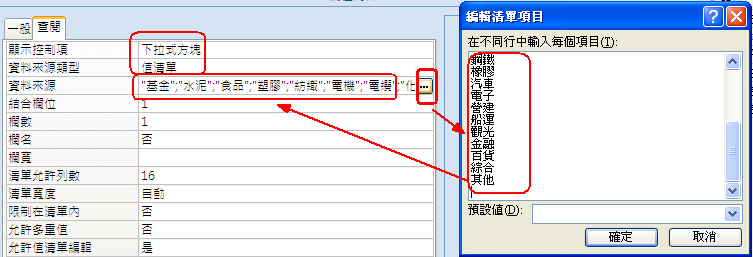 一般 查閱
顯示控制項 下拉式方塊
資料來源類型 值清單
資料來源 "基金";"水泥";"食品";"塑膠";"紡織";"電機";"電纜";"化
結合欄位 1
欄數 1
欄名 否
欄寬
清單允許列數 16
清單寬度 自動
限制在清單內 否
允許多重值 否
允許值清單編輯 是
編輯清單項目
在不同行中輸入每個項目(I):
鋼鐵
橡膠
汽車
電子
營建
船運
觀光
金融
百貨
綜合
其他
預設值(D):
確定 取消